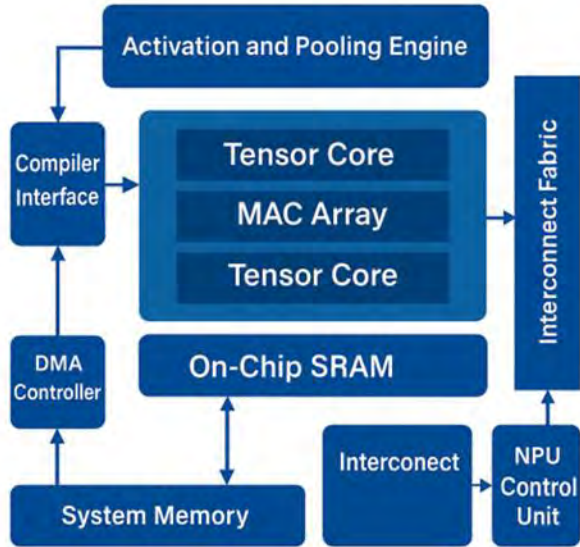 Activation and Pooling Engine
Compiler
Interface
Tensor Core
MAC Array
Tensor Core
Interconnect Fabric
DMA
Controller
On-Chip SRAM
System Memory
Interconect
NPU
Control
Unit